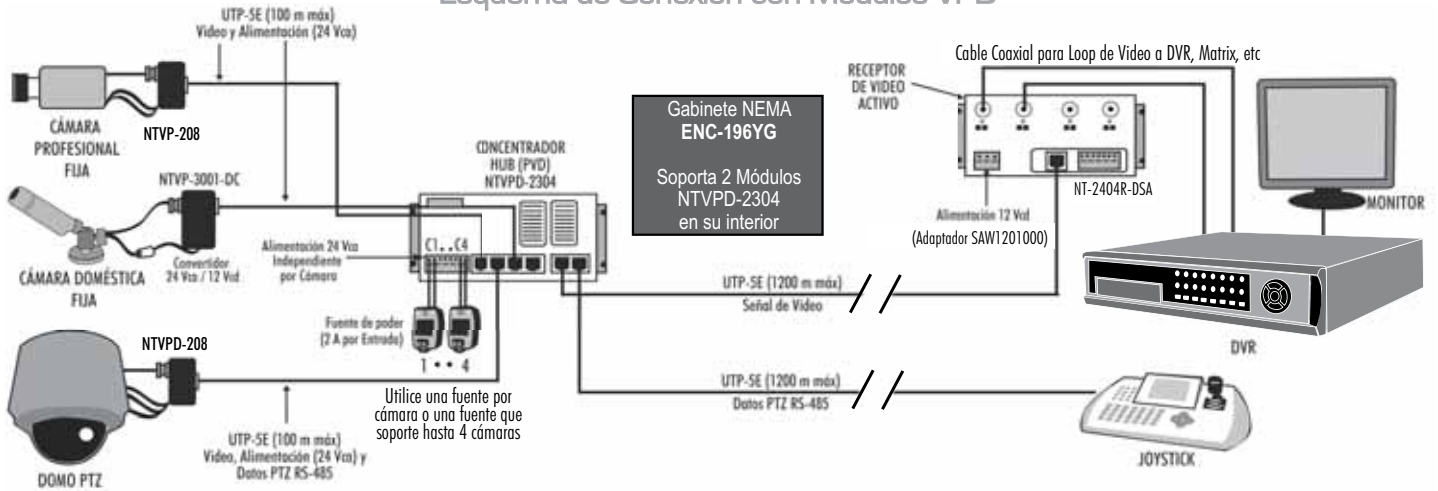 Esquema de Conexión con Módulos VPD
UTP-5E (100 m máx)
Video y Alimentación (24 Vca)
CÁMARA
PROFESIONAL
FIJA
NTVP-208
NTVP-3001-DC
Convertidor
24 Vca / 12 Vcd
CÁMARA DOMÉSTICA
FIJA
NTVPD-208
DOMO PTZ
UTP-5E (100 m máx)
Video, Alimentación (24 Vca) y
Datos PTZ RS-485
CONCENTRADOR
HUB (PVD)
NTVPD-2304
C1..C4
Alimentación 24 Vca
Independiente
por Cámara
Fuente de poder
(2 A por Entrada)
1 •• 4
Utilice una fuente por
cámara o una fuente que
soporte hasta 4 cámaras
Gabinete NEMA
ENC-196YG
Soporta 2 Módulos
NTVPD-2304
en su interior
Cable Coaxial para Loop de Video a DVR, Matrix, etc
RECEPTOR
DE VIDEO
ACTIVO
NT-2404R-DSA
Alimentación 12 Vcd
(Adaptador SAW1201000)
MONITOR
UTP-5E (1200 m máx)
Señal de Video
DVR
UTP-5E (1200 m máx)
Datos PTZ RS-485
JOYSTICK